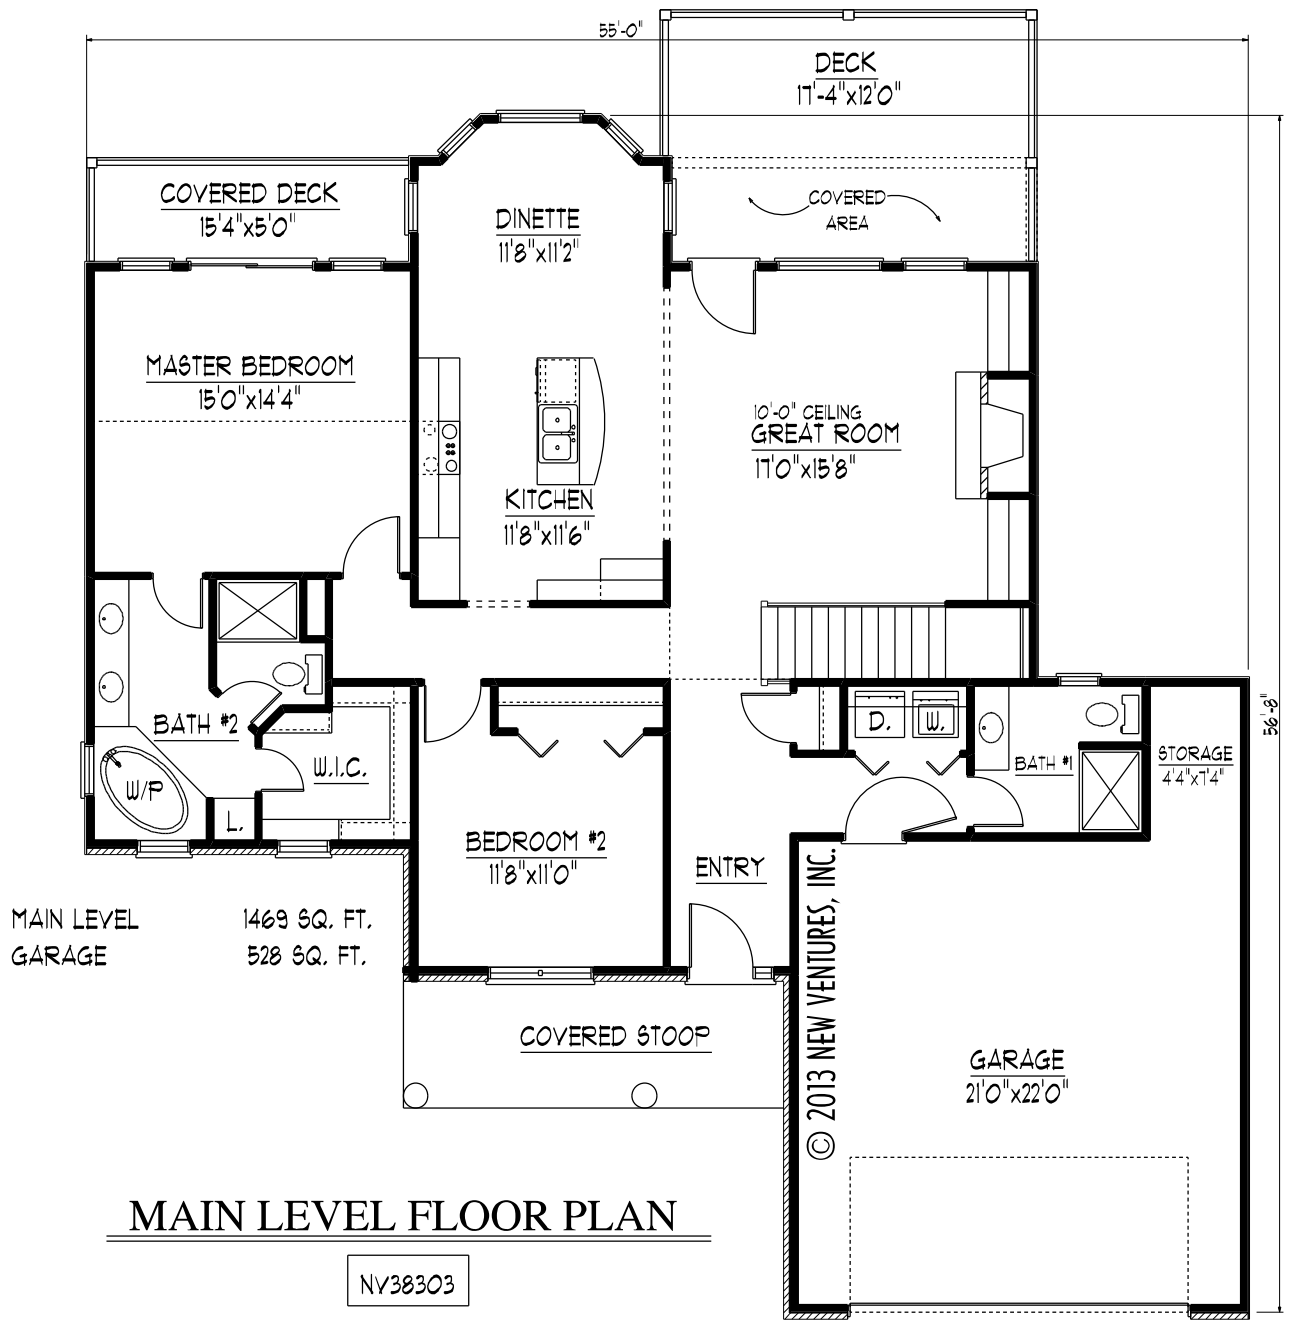 55'-0"
DECK
17'-4"x12'0"
COVERED DECK
15'4"x5'0"
DINETTE
11'8"x11'2"
COVERED
AREA
MASTER BEDROOM
15'0"x14'4"
10'-0" CEILING
GREAT ROOM
17'0"x15'8"
KITCHEN
11'8"x11'6"
BATH #2
W/P
L.
W.I.C.
D.
W.
BATH #1
STORAGE
4'4"x7'4"
56'-8"
BEDROOM #2
11'8"x11'0"
ENTRY
MAIN LEVEL 1469 SQ. FT.
GARAGE 528 SQ. FT.
© 2013 NEW VENTURES, INC.
COVERED STOOP
GARAGE
21'0"x22'0"
MAIN LEVEL FLOOR PLAN
NV38303